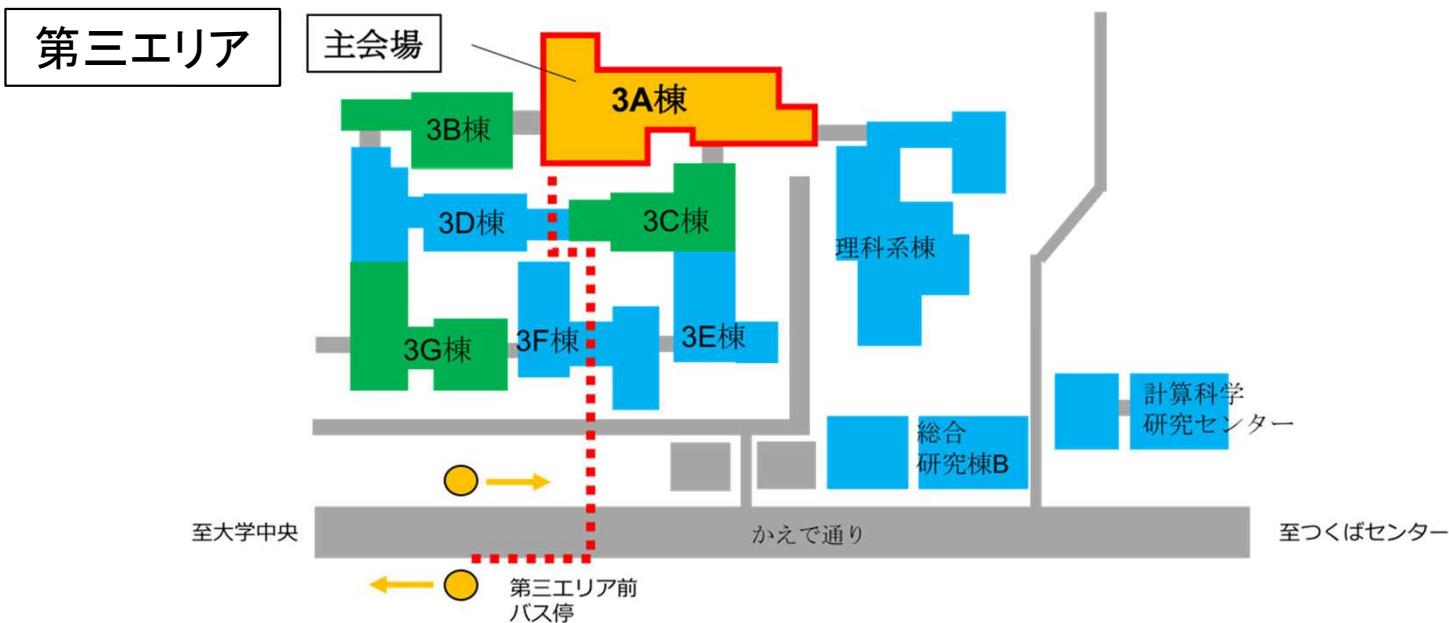 第三エリア
主会場
3A棟
3B棟
3D棟
3C棟
理科系棟
3G棟
3F棟
3E棟
計算科学
研究センター
総合
研究棟B
至大学中央
かえで通り
至つくばセンター
第三エリア前
バス停